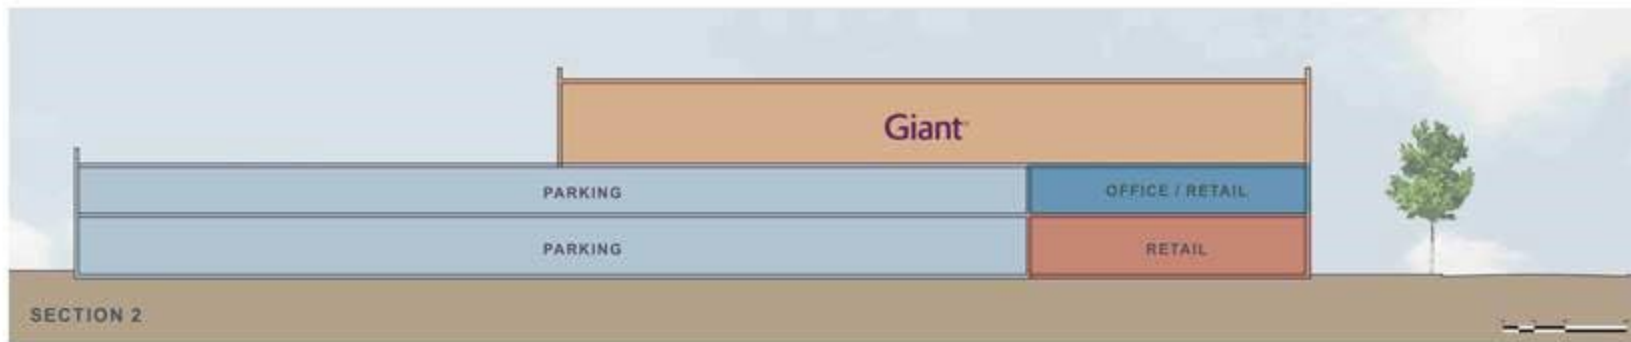 Giant
PARKING
OFFICE / RETAIL
PARKING
RETAIL
SECTION 2